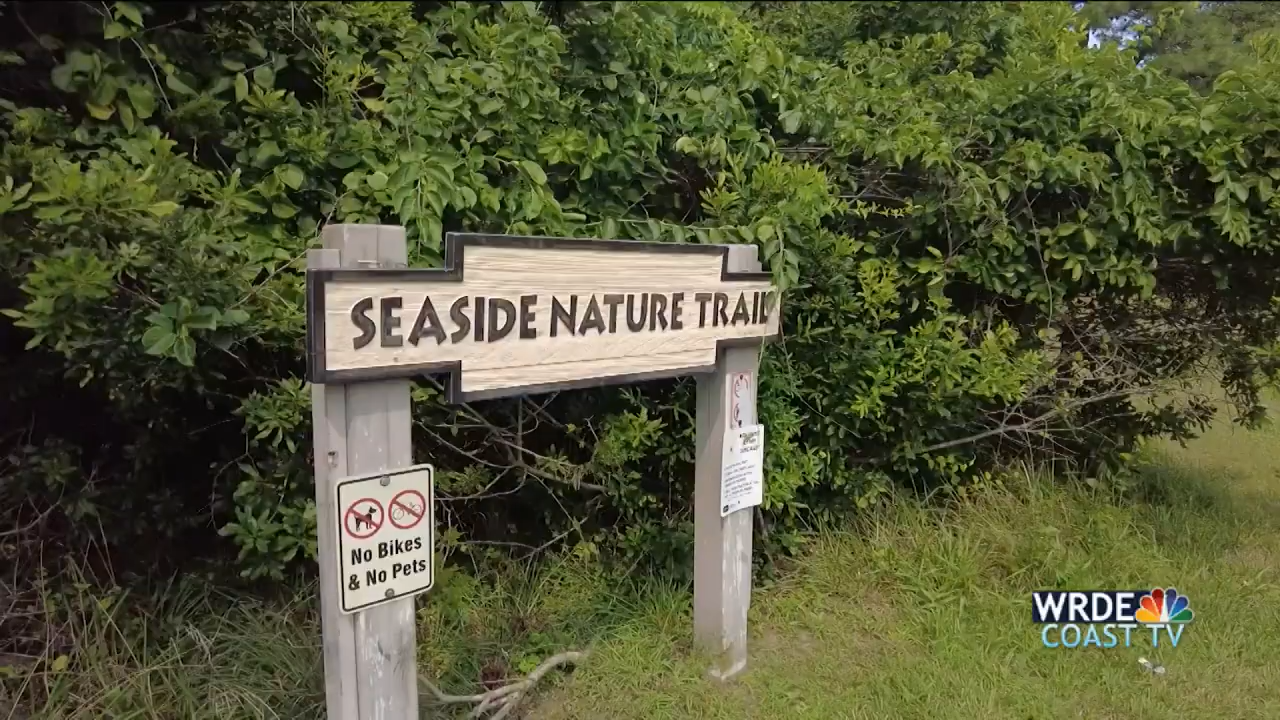 SEASIDE NATURE TRAIL
No Bikes
& No Pets
WRDE
COAST TV